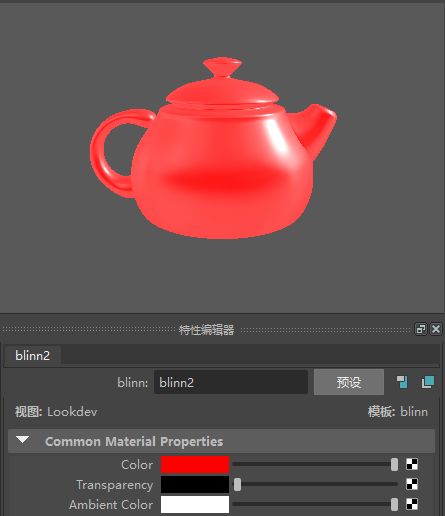 特性编辑器
blinn2
blinn: blinn2 预设
视图: Lookdev 模板: blinn
Common Material Properties
Color
Transparency
Ambient Color